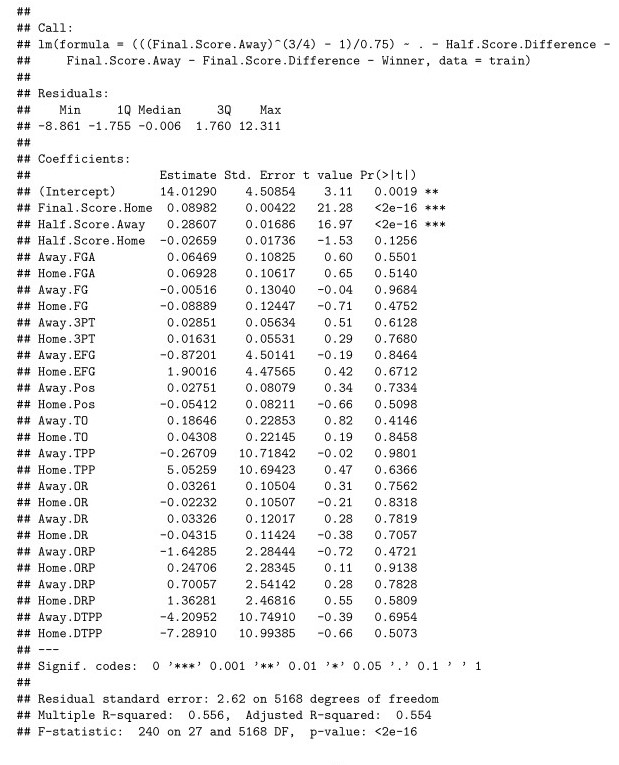 ##
## Call:
## lm(formula = (((Final.Score.Away)^(3/4) - 1)/0.75) ~ . - Half.Score.Difference -
##     Final.Score.Away - Final.Score.Difference - Winner, data = train)
##
## Residuals:
##    Min     1Q Median     3Q    Max
## -8.861 -1.755 -0.006  1.760 12.311
##
## Coefficients:
##                  Estimate Std. Error t value Pr(>|t|)
## (Intercept)      14.01290    4.50854    3.11   0.0019 **
## Final.Score.Home  0.08982    0.00422   21.28   <2e-16 ***
## Half.Score.Away   0.28607    0.01686   16.97   <2e-16 ***
## Half.Score.Home  -0.02659    0.01736   -1.53   0.1256
## Away.FGA          0.06469    0.10825    0.60   0.5501
## Home.FGA          0.06928    0.10617    0.65   0.5140
## Away.FG          -0.00516    0.13040   -0.04   0.9684
## Home.FG          -0.08889    0.12447   -0.71   0.4752
## Away.3PT          0.02851    0.05634    0.51   0.6128
## Home.3PT          0.01631    0.05531    0.29   0.7680
## Away.EFG         -0.87201    4.50141   -0.19   0.8464
## Home.EFG          1.90016    4.47565    0.42   0.6712
## Away.Pos          0.02751    0.08079    0.34   0.7334
## Home.Pos         -0.05412    0.08211   -0.66   0.5098
## Away.TO           0.18646    0.22853    0.82   0.4146
## Home.TO           0.04308    0.22145    0.19   0.8458
## Away.TPP         -0.26709   10.71842   -0.02   0.9801
## Home.TPP          5.05259   10.69423    0.47   0.6366
## Away.OR           0.03261    0.10504    0.31   0.7562
## Home.OR          -0.02232    0.10507   -0.21   0.8318
## Away.DR           0.03326    0.12017    0.28   0.7819
## Home.DR          -0.04315    0.11424   -0.38   0.7057
## Away.ORP         -1.64285    2.28444   -0.72   0.4721
## Home.ORP          0.24706    2.28345    0.11   0.9138
## Away.DRP          0.70057    2.54142    0.28   0.7828
## Home.DRP          1.36281    2.46816    0.55   0.5809
## Away.DTPP        -4.20952   10.74910   -0.39   0.6954
## Home.DTPP        -7.28910   10.99385   -0.66   0.5073
## ---
## Signif. codes:  0 '***' 0.001 '**' 0.01 '*' 0.05 '.' 0.1 ' ' 1
##
## Residual standard error: 2.62 on 5168 degrees of freedom
## Multiple R-squared:  0.556, Adjusted R-squared:  0.554
## F-statistic:  240 on 27 and 5168 DF,  p-value: <2e-16